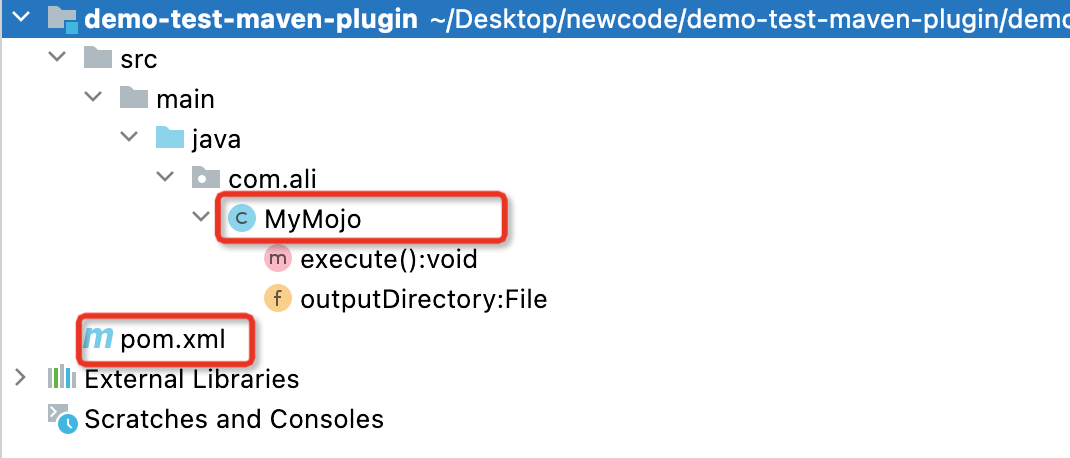 demo-test-maven-plugin ~/Desktop/newcode/demo-test-maven-plugin/demo
src
main
java
com.ali
C MyMojo
m execute():void
f outputDirectory:File
m pom.xml
External Libraries
Scratches and Consoles